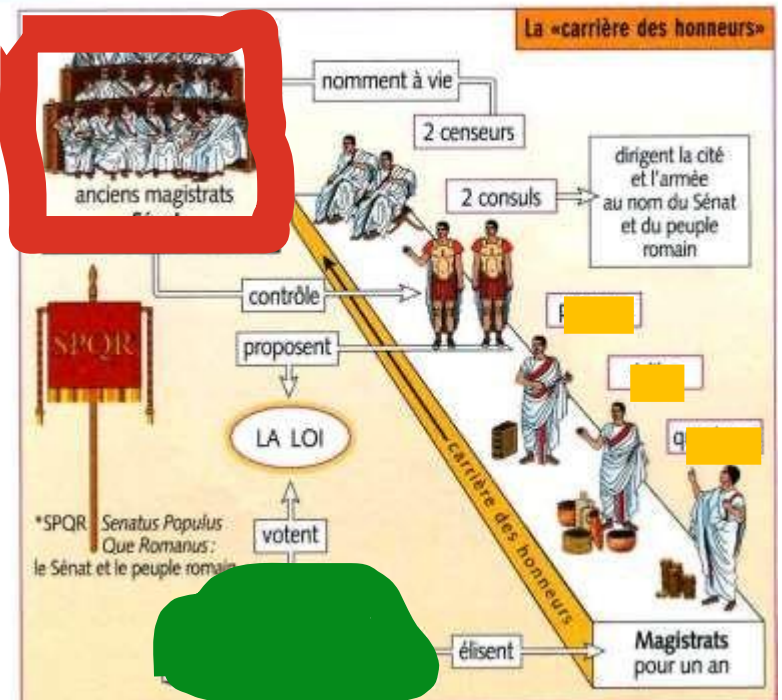 La «carrière des honneurs»
nomment à vie
2 censeurs
dirigent la cité
et l'armée
au nom du Sénat
et du peuple
romain
anciens magistrats
2 consuls
contrôle
SPQR
proposent
LA LOI
carrière des honneurs
*SPQR Senatus Populus
Que Romanus :
le Sénat et le peuple romain
votent
élisent
Magistrats
pour un an